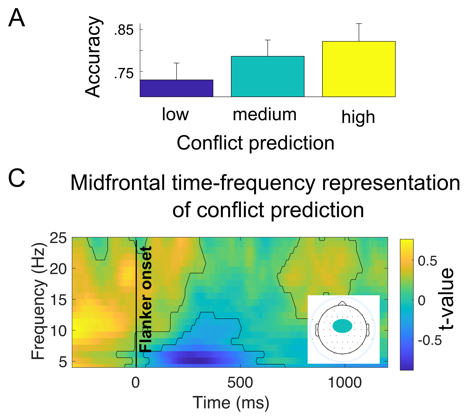 A
Accuracy
.85
.75
low medium high
Conflict prediction
C
Midfrontal time-frequency representation
of conflict prediction
Frequency (Hz)
25
20
15
10
5
Flanker onset
0 500 1000
Time (ms)
0.5
0
-0.5
t-value